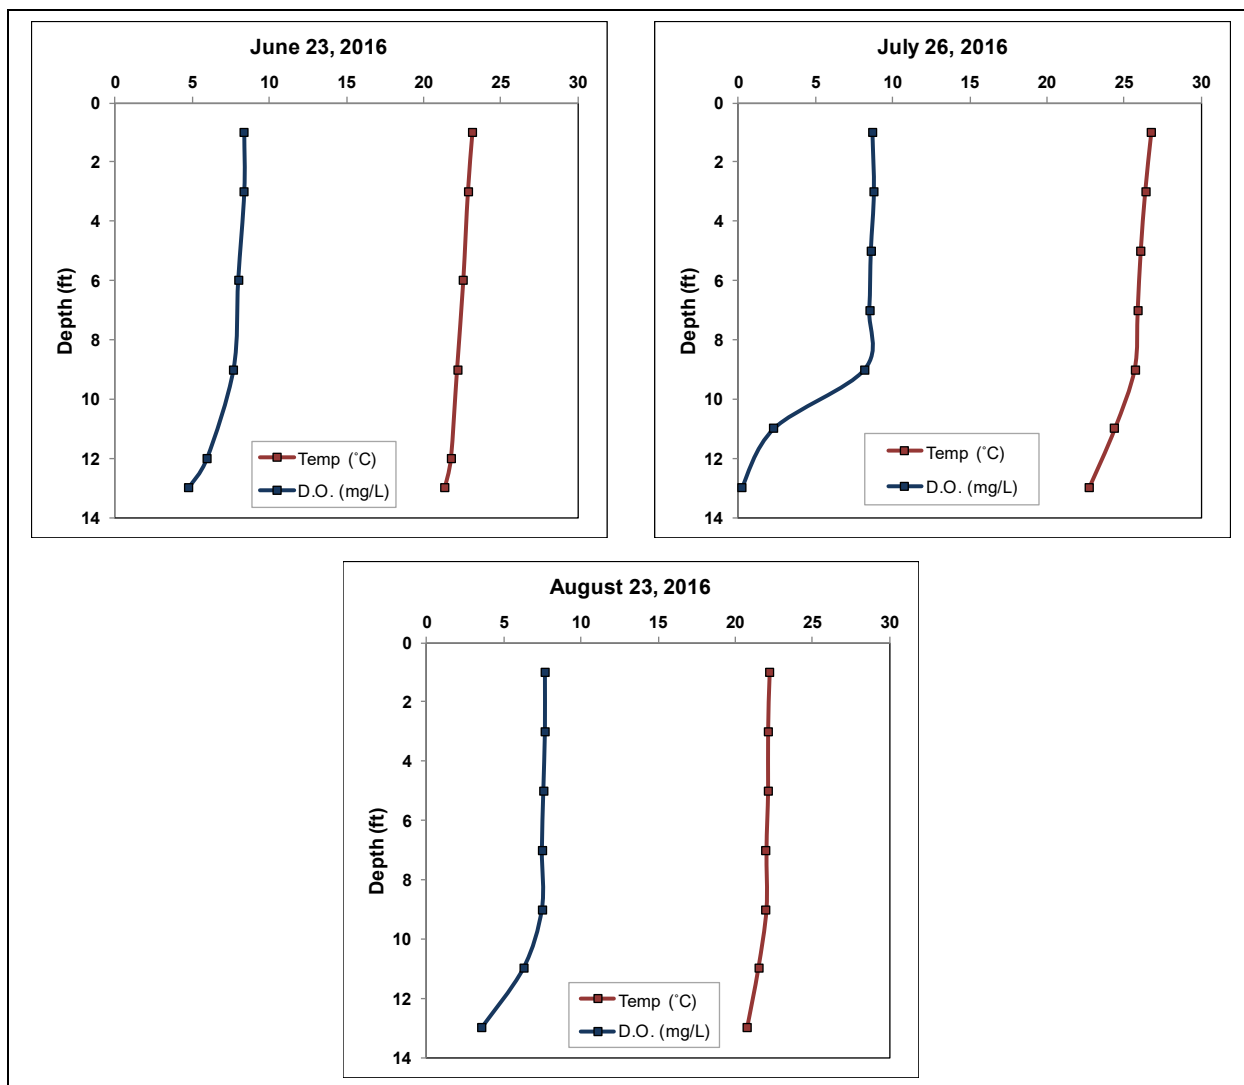 June 23, 2016
0 5 10 15 20 25 30
0
2
4
6
8
10
12
14
Depth (ft)
Temp (˚C)
D.O. (mg/L)
July 26, 2016
0 5 10 15 20 25 30
0
2
4
6
8
10
12
14
Depth (ft)
Temp (˚C)
D.O. (mg/L)
August 23, 2016
0 5 10 15 20 25 30
0
2
4
6
8
10
12
14
Depth (ft)
Temp (˚C)
D.O. (mg/L)